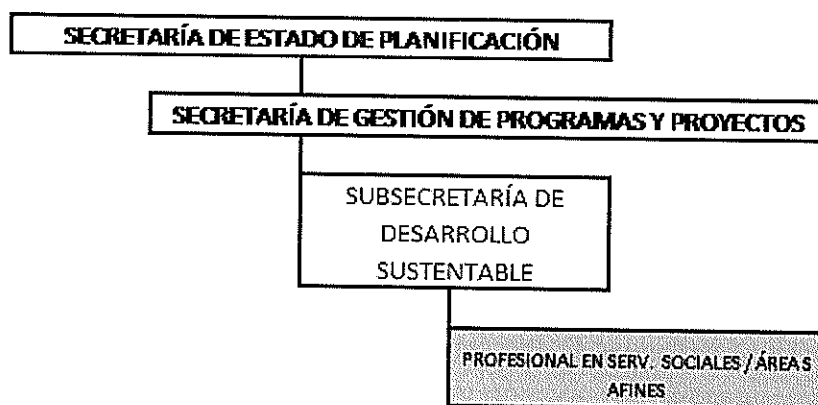 SECRETARÍA DE ESTADO DE PLANIFICACIÓN
SECRETARÍA DE GESTIÓN DE PROGRAMAS Y PROYECTOS
SUBSECRETARÍA DE
DESARROLLO
SUSTENTABLE
PROFESIONAL EN SERV. SOCIALES / ÁREAS
AFINES